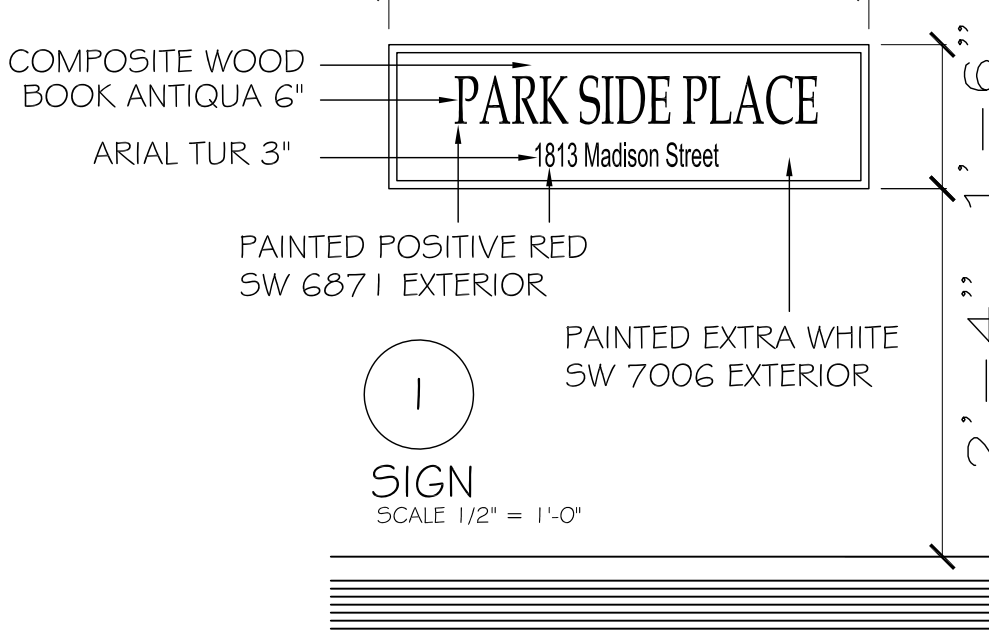 COMPOSITE WOOD
BOOK ANTIQUA 6"
ARIAL TUR 3"
PARK SIDE PLACE
1813 Madison Street
PAINTED POSITIVE RED
SW 6871 EXTERIOR
PAINTED EXTRA WHITE
SW 7006 EXTERIOR
1'-6"
2'-4"
1
SIGN
SCALE 1/2" = 1'-0"